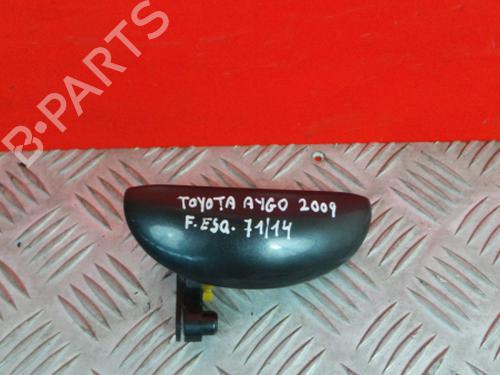 B-PARTS
TOYOTA AYGO 2009
F. ESQ. 71/14